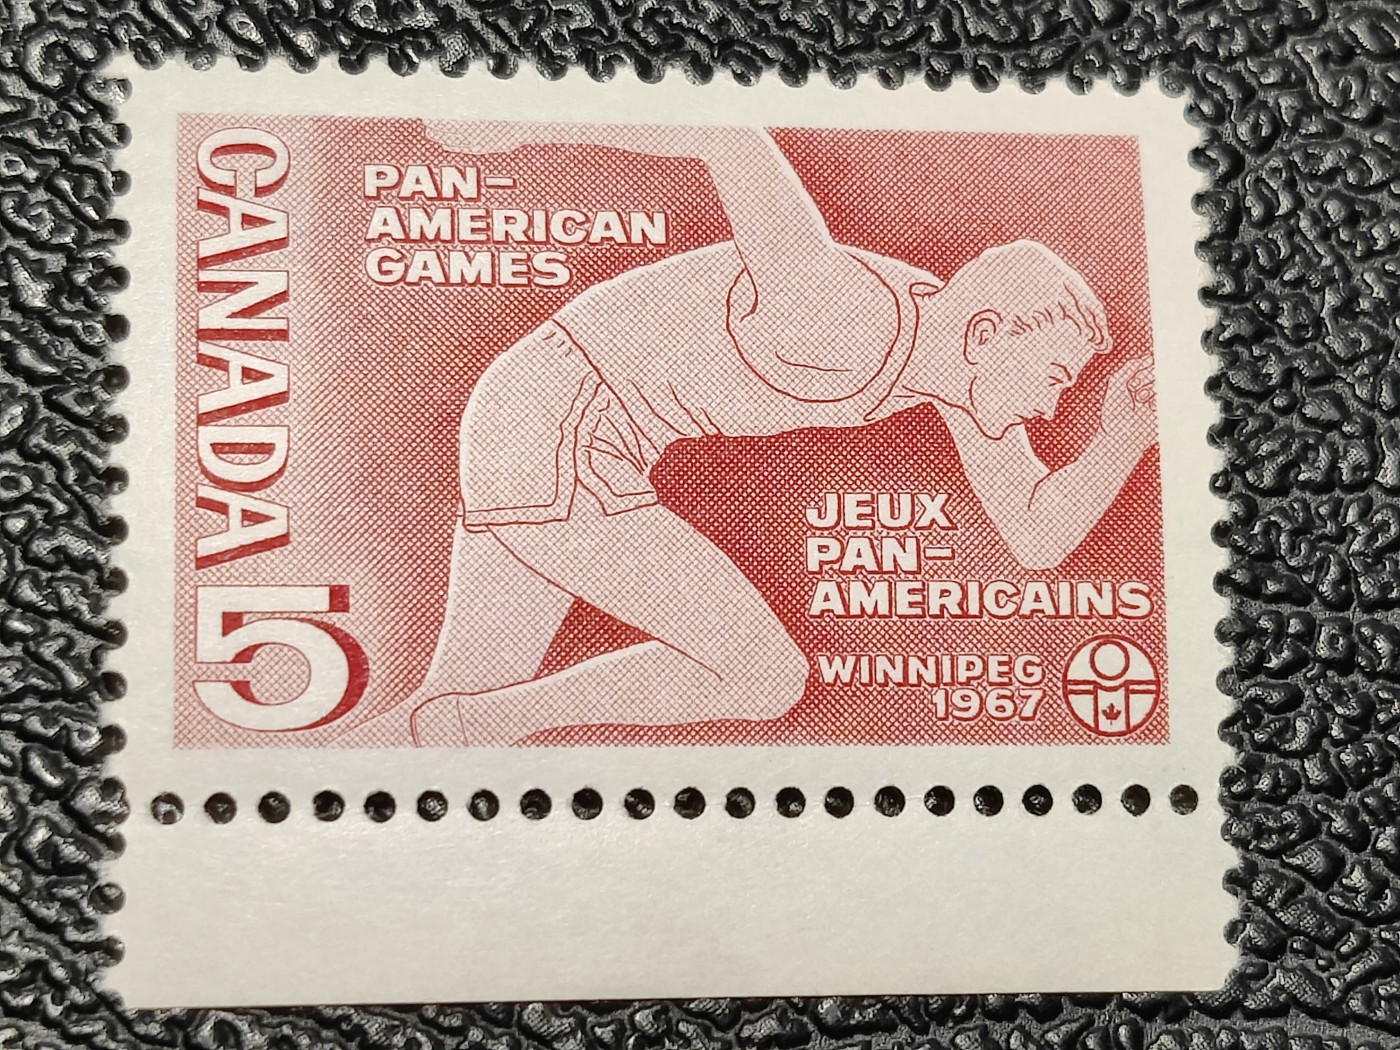 CANADA
5
PAN-
AMERICAN
GAMES
JEUX
PAN-
AMERICAINS
WINNIPEG
1967